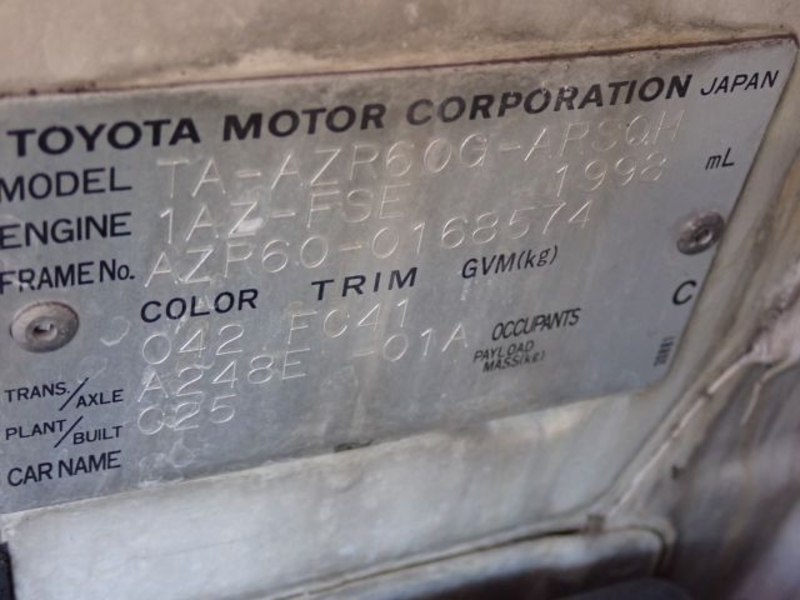 TOYOTA MOTOR CORPORATION JAPAN
MODEL TA-AZR60G-ARSQH
ENGINE 1AZ-FSE 1998 mL
FRAME No. AZR60-0168574
COLOR TRIM GVM(kg)
042 FC41 C
TRANS./AXLE A248E -01A OCCUPANTS
PAYLOAD MASS(kg)
PLANT/BUILT C25
CAR NAME